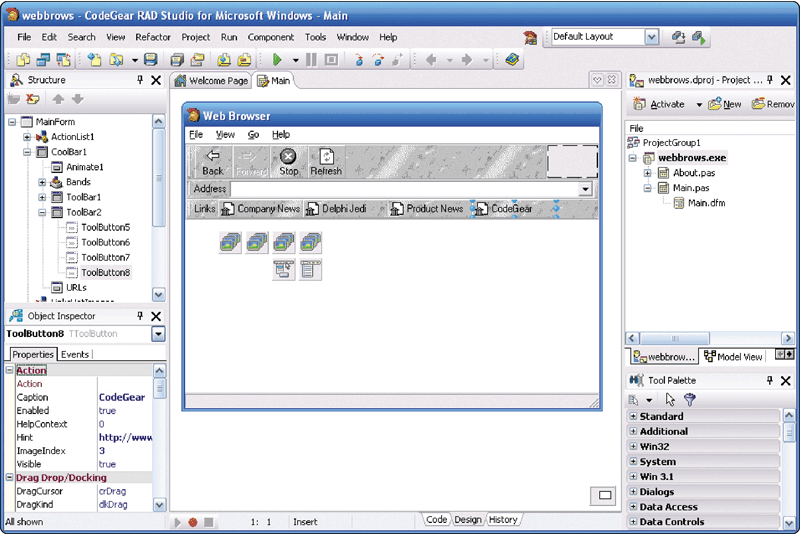 webbrows - CodeGear RAD Studio for Microsoft Windows - Main
File Edit Search View Refactor Project Run Component Tools Window Help
Default Layout
Structure
Welcome Page Main
webbrows.dproj - Project ...
Activate New Remov
File
MainForm
ActionList1
CoolBar1
Animate1
Bands
ToolBar1
ToolBar2
ToolButton5
ToolButton6
ToolButton7
ToolButton8
URLs
LinksHotImages
Web Browser
File View Go Help
Back Forward Stop Refresh
Address
Links Company News Delphi Jedi Product News CodeGear
ProjectGroup1
webbrows.exe
About.pas
Main.pas
Main.dfm
Object Inspector
ToolButton8 TToolButton
Properties Events
Action
Action
Caption CodeGear
Enabled true
HelpContext 0
Hint http://www
ImageIndex 3
Visible true
Drag Drop/Docking
DragCursor crDrag
DragKind dkDrag
All shown
1: 1 Insert
Code Design History
webbrow... Model View
Tool Palette
Standard
Additional
Win32
System
Win 3.1
Dialogs
Data Access
Data Controls